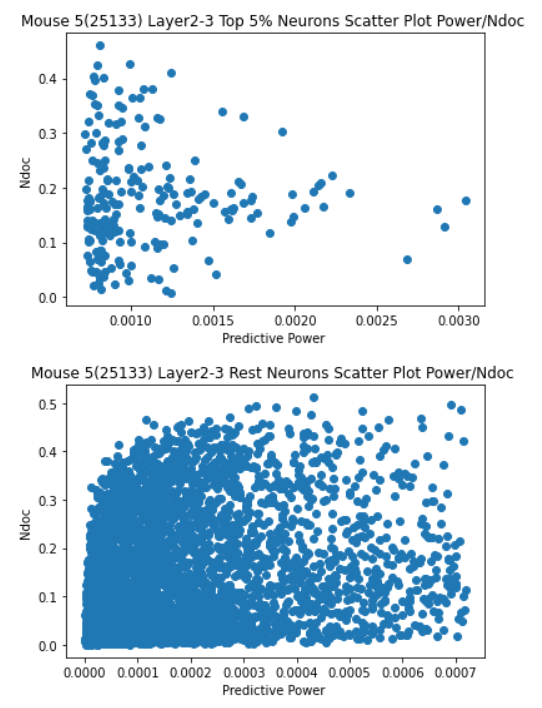 Mouse 5(25133) Layer2-3 Top 5% Neurons Scatter Plot Power/Ndoc
0.4
0.3
0.2
0.1
0.0
Ndoc
0.0010 0.0015 0.0020 0.0025 0.0030
Predictive Power
Mouse 5(25133) Layer2-3 Rest Neurons Scatter Plot Power/Ndoc
0.5
0.4
0.3
0.2
0.1
0.0
Ndoc
0.0000 0.0001 0.0002 0.0003 0.0004 0.0005 0.0006 0.0007
Predictive Power